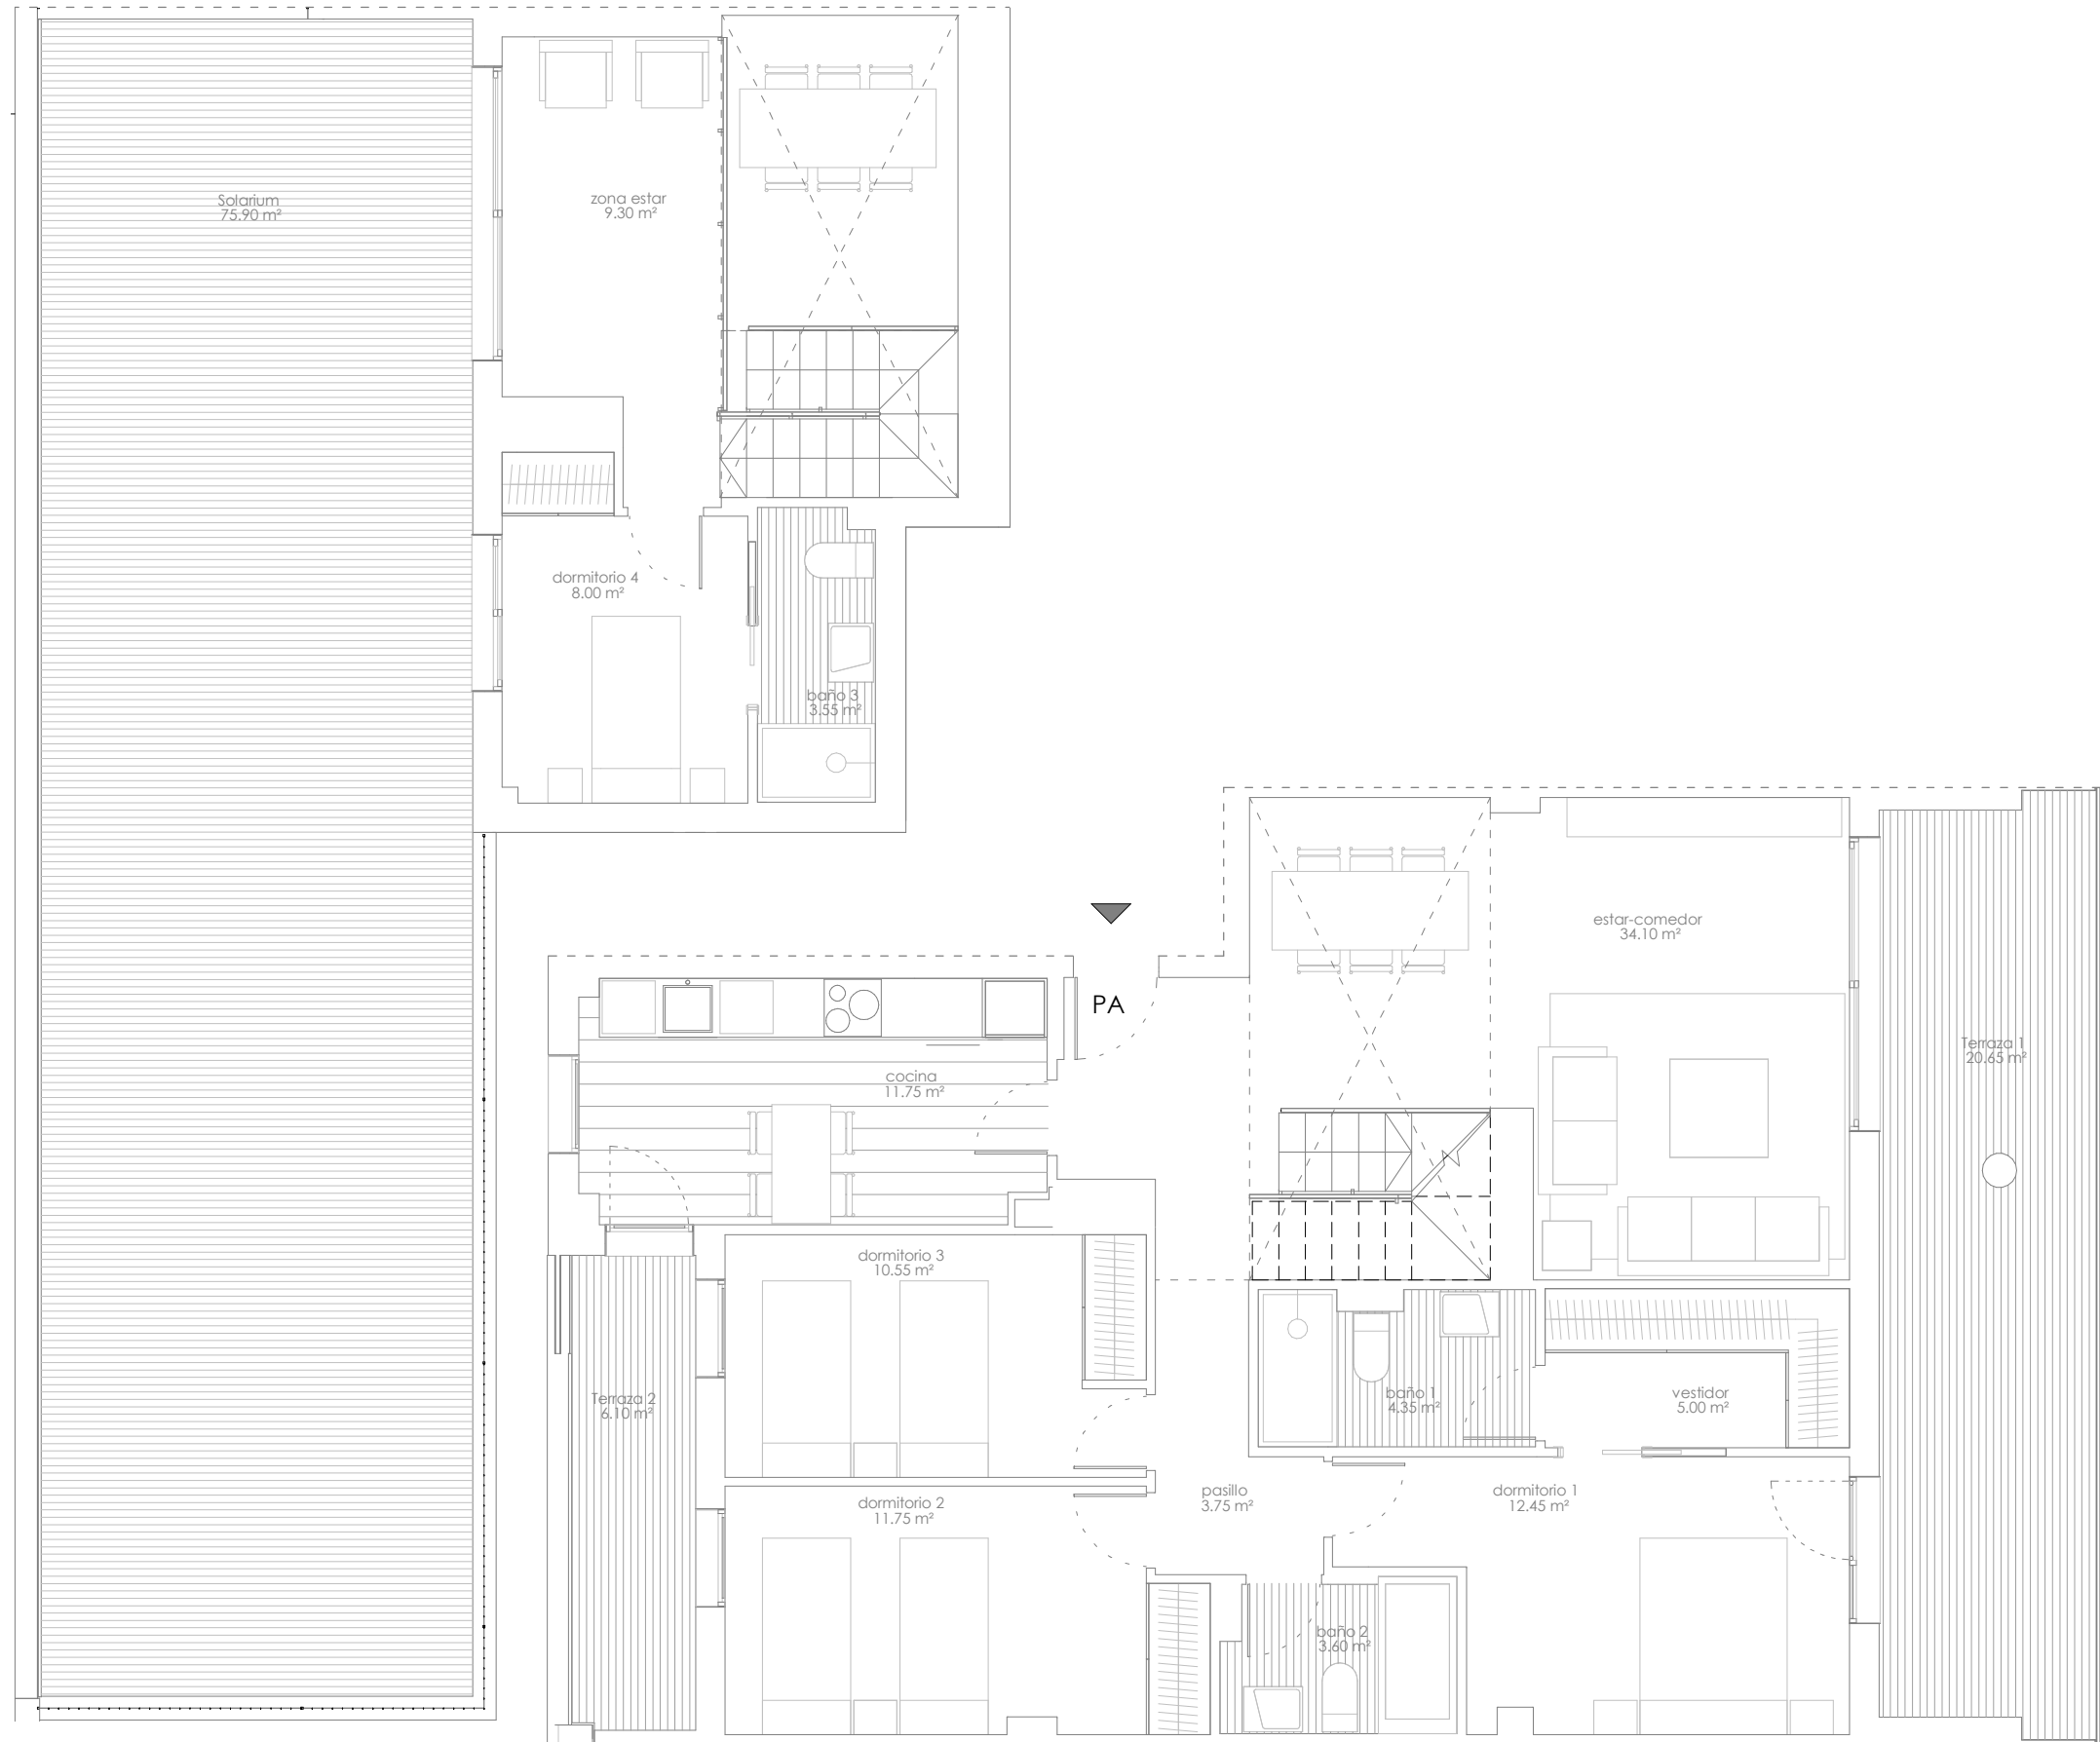 Solarium
75.90 m²
zona estar
9.30 m²
dormitorio 4
8.00 m²
baño 3
3.55 m²
estar-comedor
34.10 m²
PA
Terraza 1
20.65 m²
cocina
11.75 m²
dormitorio 3
10.55 m²
Terraza 2
6.10 m²
baño 1
4.35 m²
vestidor
5.00 m²
dormitorio 2
11.75 m²
pasillo
3.75 m²
dormitorio 1
12.45 m²
baño 2
3.60 m²